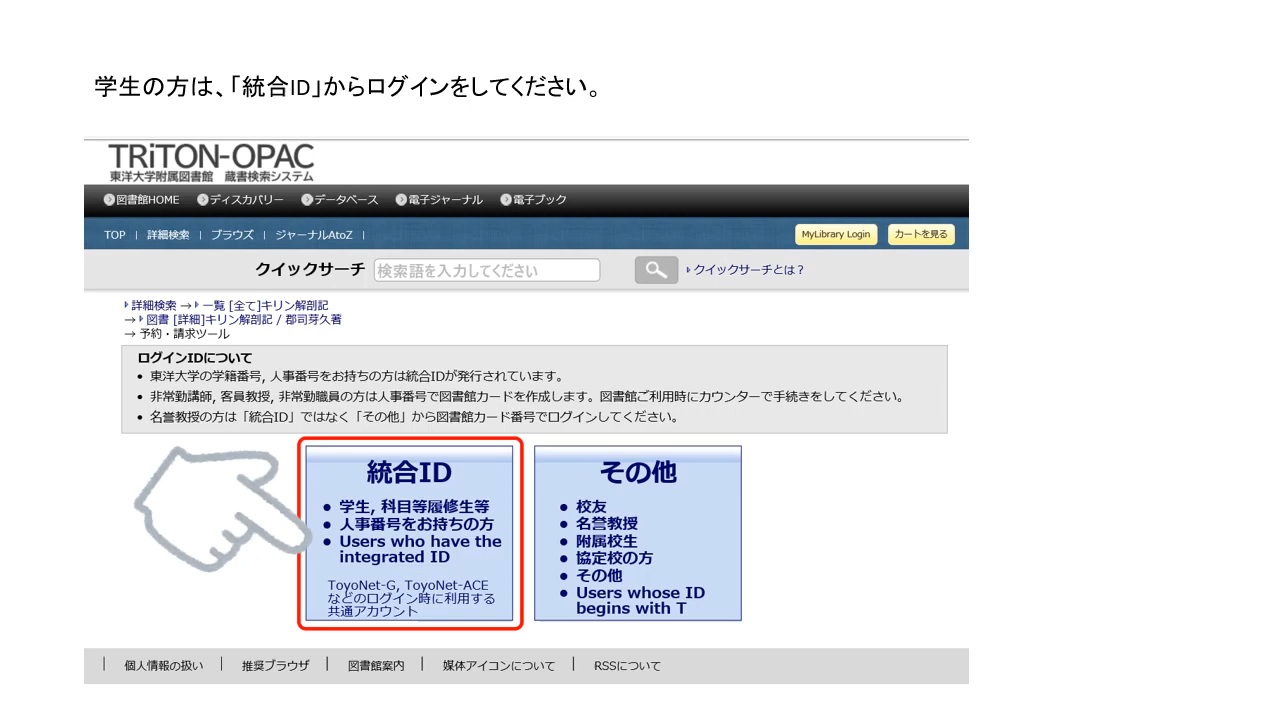 学生の方は、「統合ID」からログインをしてください。
TRiTON-OPAC
東洋大学附属図書館 蔵書検索システム
図書館HOME ディスカバリー データベース 電子ジャーナル 電子ブック
TOP | 詳細検索 | ブラウズ | ジャーナルAtoZ | MyLibrary Login カートを見る
クイックサーチ 検索語を入力してください クイックサーチとは？
詳細検索 → 一覧 [全て]キリン解剖記
→ 図書 [詳細]キリン解剖記 / 郡司芽久著
→ 予約・請求ツール
ログインIDについて
• 東洋大学の学籍番号, 人事番号をお持ちの方は統合IDが発行されています。
• 非常勤講師, 客員教授, 非常勤職員の方は人事番号で図書館カードを作成します。図書館ご利用時にカウンターで手続きをしてください。
• 名誉教授の方は「統合ID」ではなく「その他」から図書館カード番号でログインしてください。
統合ID
• 学生, 科目等履修生等
• 人事番号をお持ちの方
• Users who have the
integrated ID
ToyoNet-G, ToyoNet-ACE
などのログイン時に利用する
共通アカウント
その他
• 校友
• 名誉教授
• 附属校生
• 協定校の方
• その他
• Users whose ID
begins with T
| 個人情報の扱い | 推奨ブラウザ | 図書館案内 | 媒体アイコンについて | RSSについて